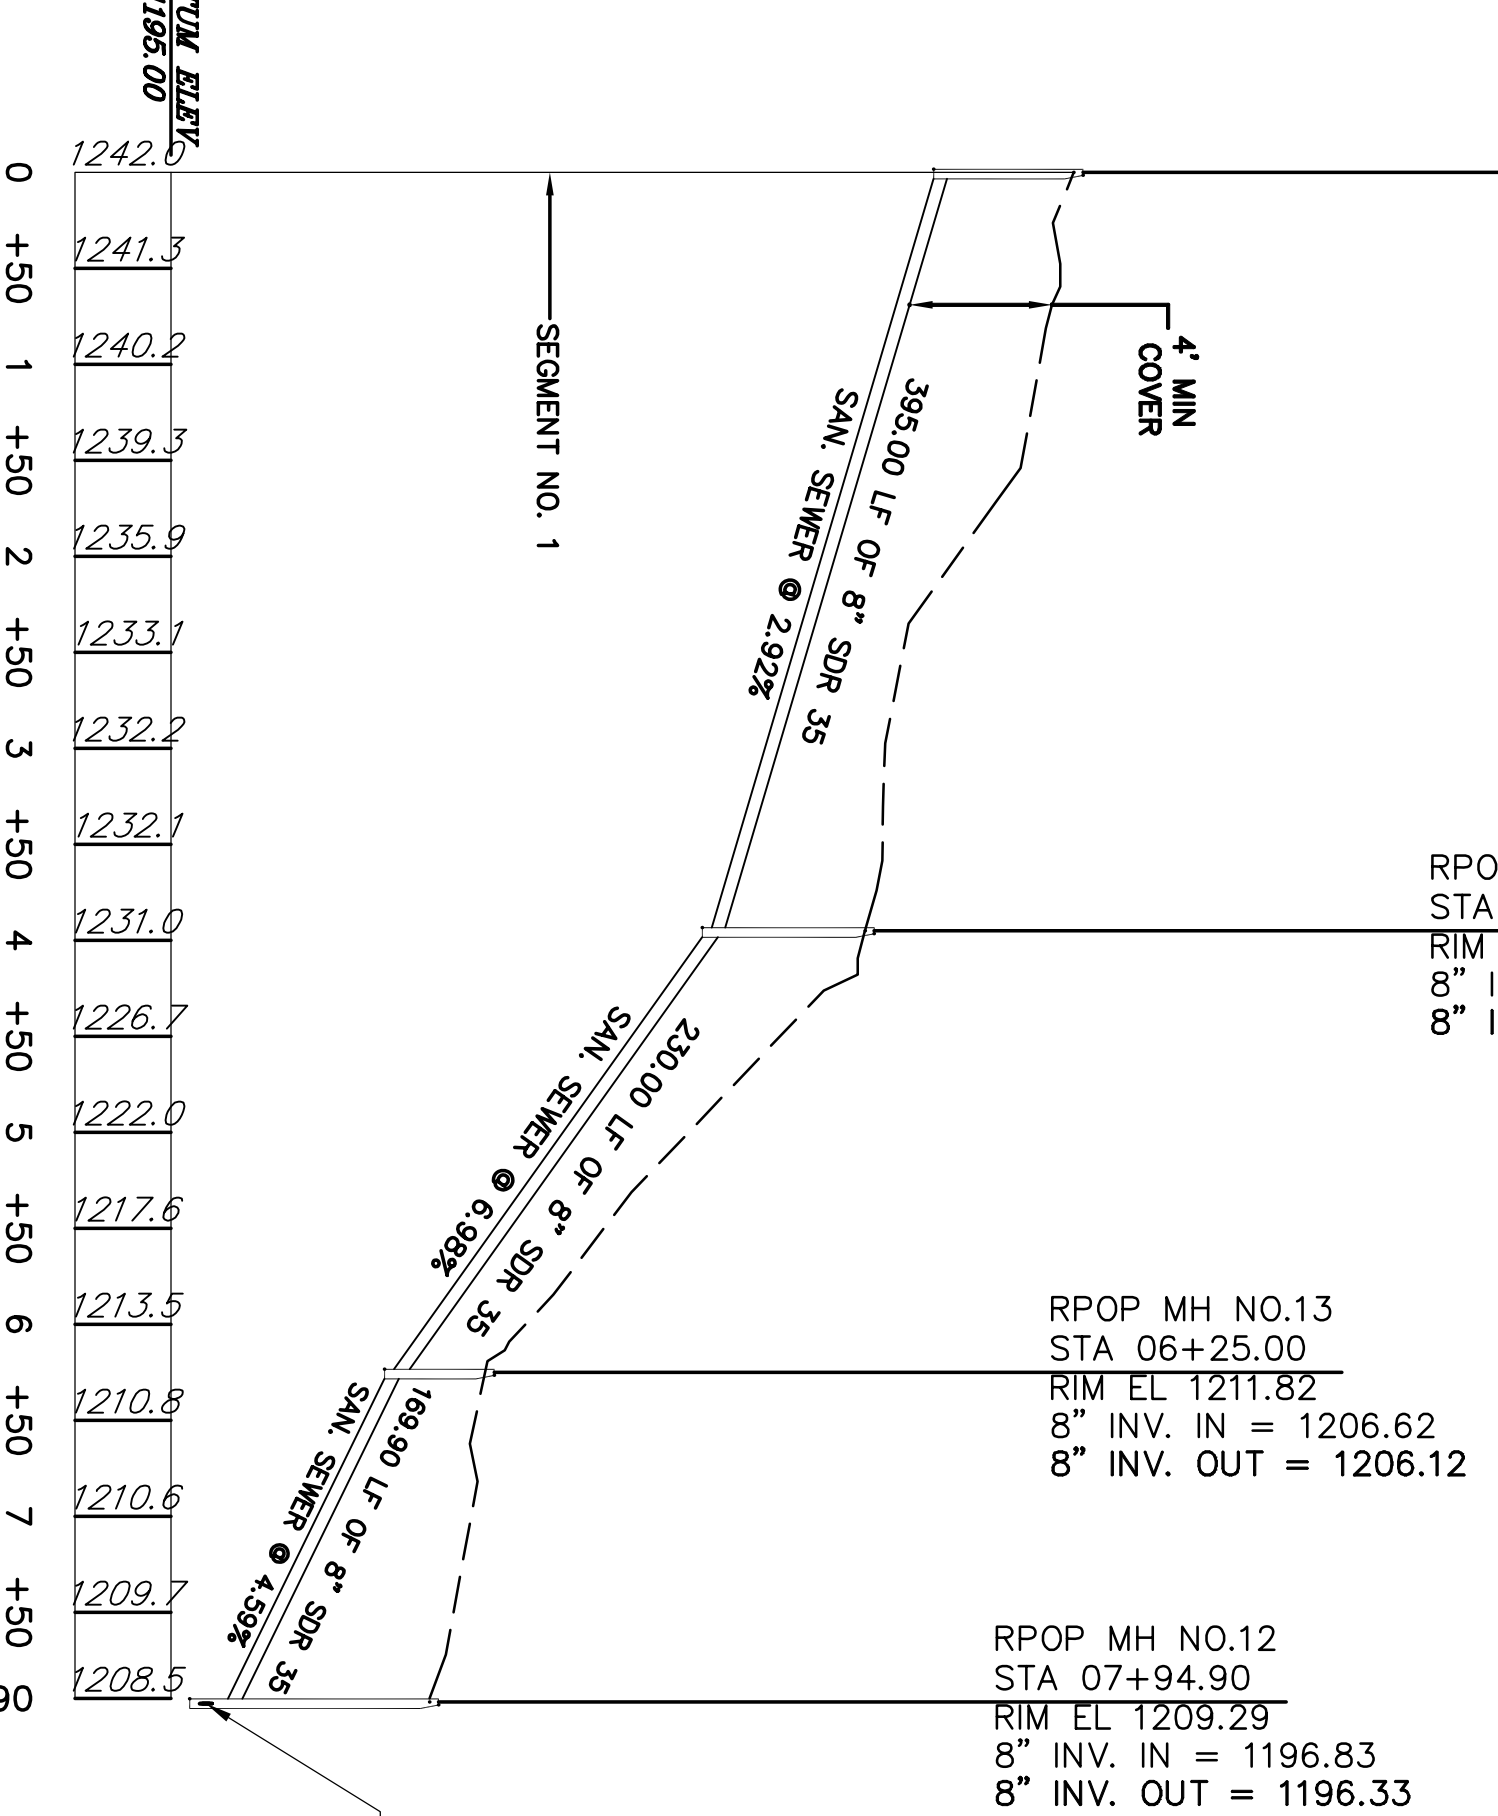 TUM ELEV
1195.00
1242.0
1241.3
1240.2
1239.3
1235.9
1233.1
1232.2
1232.1
1231.0
1226.7
1222.0
1217.6
1213.5
1210.8
1210.6
1209.7
1208.5
0
+50
1
+50
2
+50
3
+50
4
+50
5
+50
6
+50
7
+50
90
SEGMENT NO. 1
4' MIN
COVER
395.00 LF OF 8" SDR 35
SAN. SEWER @ 2.92%
230.00 LF OF 8" SDR 35
SAN. SEWER @ 6.98%
169.90 LF OF 8" SDR 35
SAN. SEWER @ 4.59%
RPO
STA
RIM
8" I
8" I
RPOP MH NO.13
STA 06+25.00
RIM EL 1211.82
8" INV. IN = 1206.62
8" INV. OUT = 1206.12
RPOP MH NO.12
STA 07+94.90
RIM EL 1209.29
8" INV. IN = 1196.83
8" INV. OUT = 1196.33